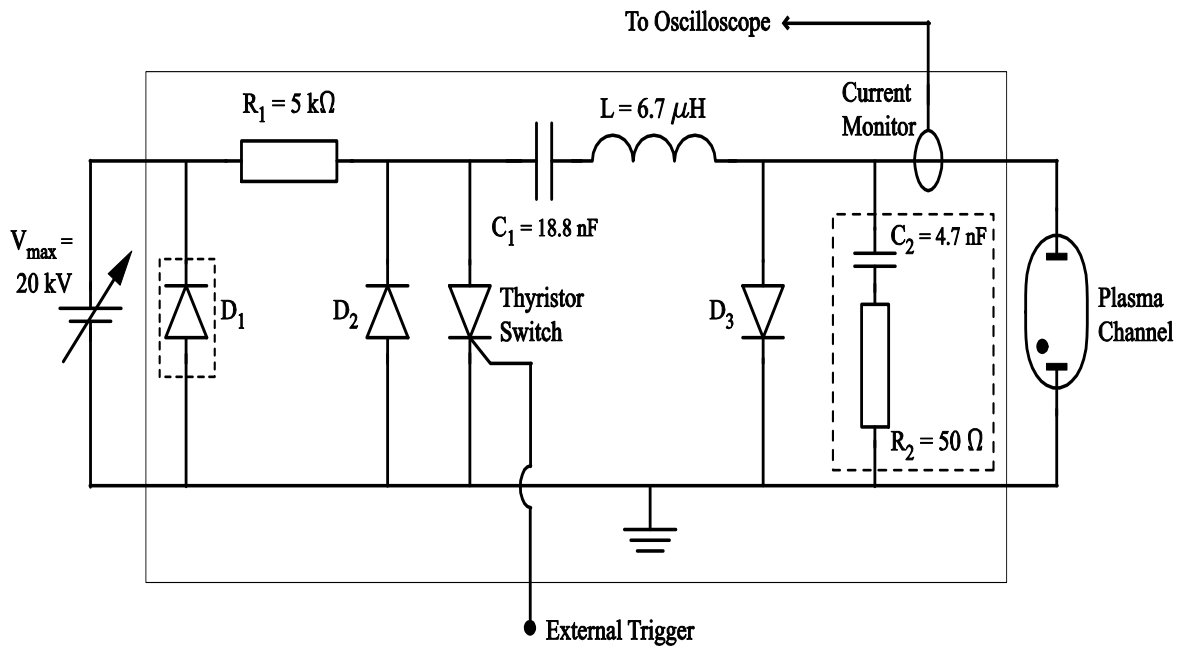 To Oscilloscope
Current
Monitor
R₁ = 5 kΩ
L = 6.7 μH
C₁ = 18.8 nF
C₂ = 4.7 nF
Vmax =
20 kV
D₁
D₂
Thyristor
Switch
D₃
Plasma
Channel
R₂ = 50 Ω
External Trigger